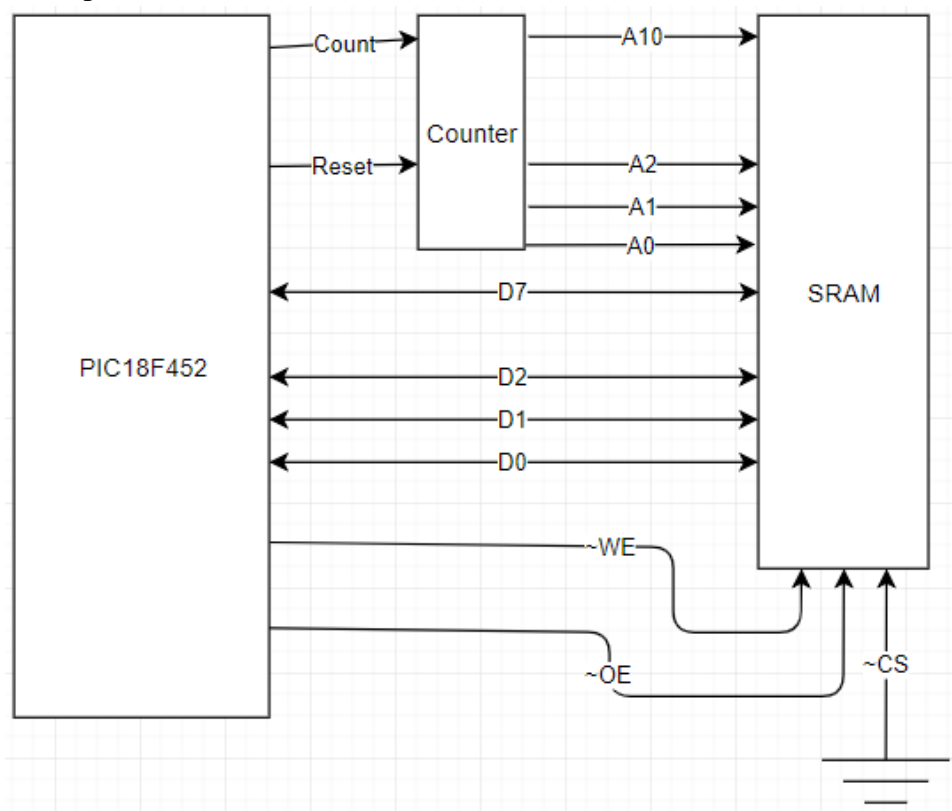 Count
A10
Counter
Reset
A2
A1
A0
D7
SRAM
PIC18F452
D2
D1
D0
~WE
~OE
~CS